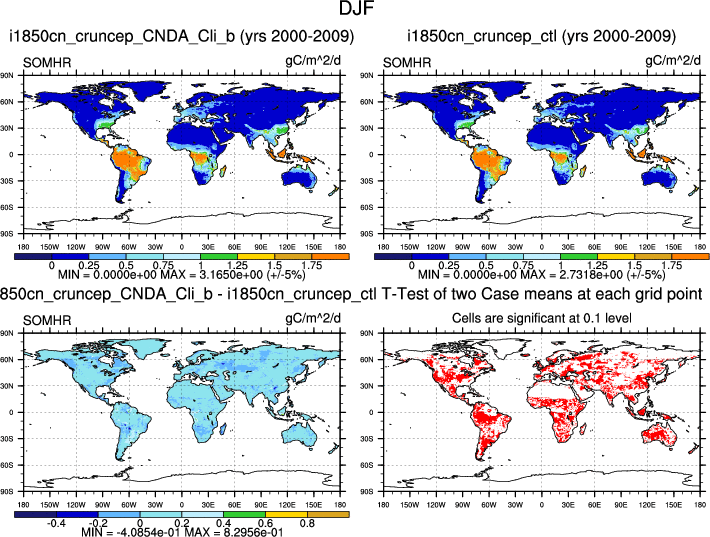 DJF
i1850cn_cruncep_CNDA_Cli_b (yrs 2000-2009)
i1850cn_cruncep_ctl (yrs 2000-2009)
SOMHR gC/m^2/d
SOMHR gC/m^2/d
90N 90N
60N 60N
30N 30N
0 0
30S 30S
60S 60S
90S 90S
180 150W 120W 90W 60W 30W 0 30E 60E 90E 120E 150E 180
180 150W 120W 90W 60W 30W 0 30E 60E 90E 120E 150E 180
0 0.25 0.5 0.75 1 1.25 1.5 1.75
0 0.25 0.5 0.75 1 1.25 1.5 1.75
MIN = 0.0000e+00 MAX = 3.1650e+00 (+/-5%)
MIN = 0.0000e+00 MAX = 2.7318e+00 (+/-5%)
850cn_cruncep_CNDA_Cli_b - i1850cn_cruncep_ctl
T-Test of two Case means at each grid point
SOMHR gC/m^2/d
Cells are significant at 0.1 level
90N 90N
60N 60N
30N 30N
0 0
30S 30S
60S 60S
90S 90S
180 150W 120W 90W 60W 30W 0 30E 60E 90E 120E 150E 180
180 150W 120W 90W 60W 30W 0 30E 60E 90E 120E 150E 180
-0.4 -0.2 0 0.2 0.4 0.6 0.8
MIN = -4.0854e-01 MAX = 8.2956e-01